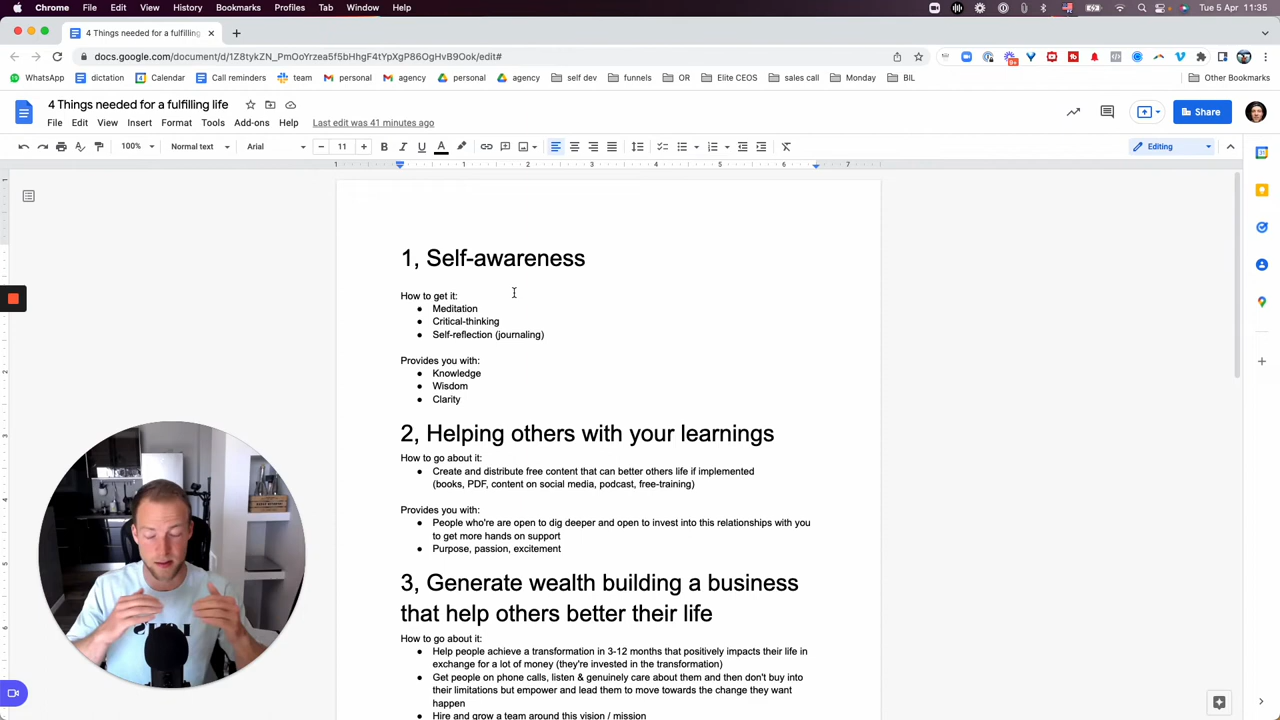 Chrome File Edit View History Bookmarks Profiles Tab Window Help Tue 5 Apr 11:35
4 Things needed for a fulfilling
docs.google.com/document/d/1Z8tykZN_PmOoYrzea5f5bHhgF4tYpXgP86OgHvB9Ook/edit#
WhatsApp dictation Calendar Call reminders team personal agency personal agency self dev funnels OR Elite CEOS sales call Monday BIL Other Bookmarks
4 Things needed for a fulfilling life
File Edit View Insert Format Tools Add-ons Help Last edit was 41 minutes ago
Share
100% Normal text Arial 11 B I U A Editing
1 1 2 3 4 5 6 7
1, Self-awareness
How to get it:
● Meditation
● Critical-thinking
● Self-reflection (journaling)
Provides you with:
● Knowledge
● Wisdom
● Clarity
2, Helping others with your learnings
How to go about it:
● Create and distribute free content that can better others life if implemented
(books, PDF, content on social media, podcast, free-training)
Provides you with:
● People who're are open to dig deeper and open to invest into this relationships with you
to get more hands on support
● Purpose, passion, excitement
3, Generate wealth building a business
that help others better their life
How to go about it:
● Help people achieve a transformation in 3-12 months that positively impacts their life in
exchange for a lot of money (they're invested in the transformation)
● Get people on phone calls, listen & genuinely care about them and then don't buy into
their limitations but empower and lead them to move towards the change they want
happen
● Hire and grow a team around this vision / mission